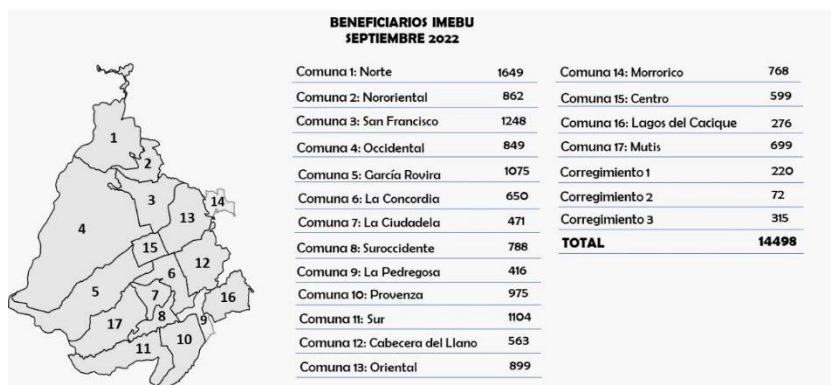 BENEFICIARIOS IMEBU
SEPTIEMBRE 2022
Comuna 1: Norte 1649
Comuna 2: Nororiental 862
Comuna 3: San Francisco 1248
Comuna 4: Occidental 849
Comuna 5: García Rovira 1075
Comuna 6: La Concordia 650
Comuna 7: La Ciudadela 471
Comuna 8: Suroccidente 788
Comuna 9: La Pedregosa 416
Comuna 10: Provenza 975
Comuna 11: Sur 1104
Comuna 12: Cabecera del Llano 563
Comuna 13: Oriental 899
Comuna 14: Morrorico 768
Comuna 15: Centro 599
Comuna 16: Lagos del Cacique 276
Comuna 17: Mutis 699
Corregimiento 1 220
Corregimiento 2 72
Corregimiento 3 315
TOTAL 14498
1
2
3
14
13
4
15
12
6
5
7
16
8
9
17
10
11